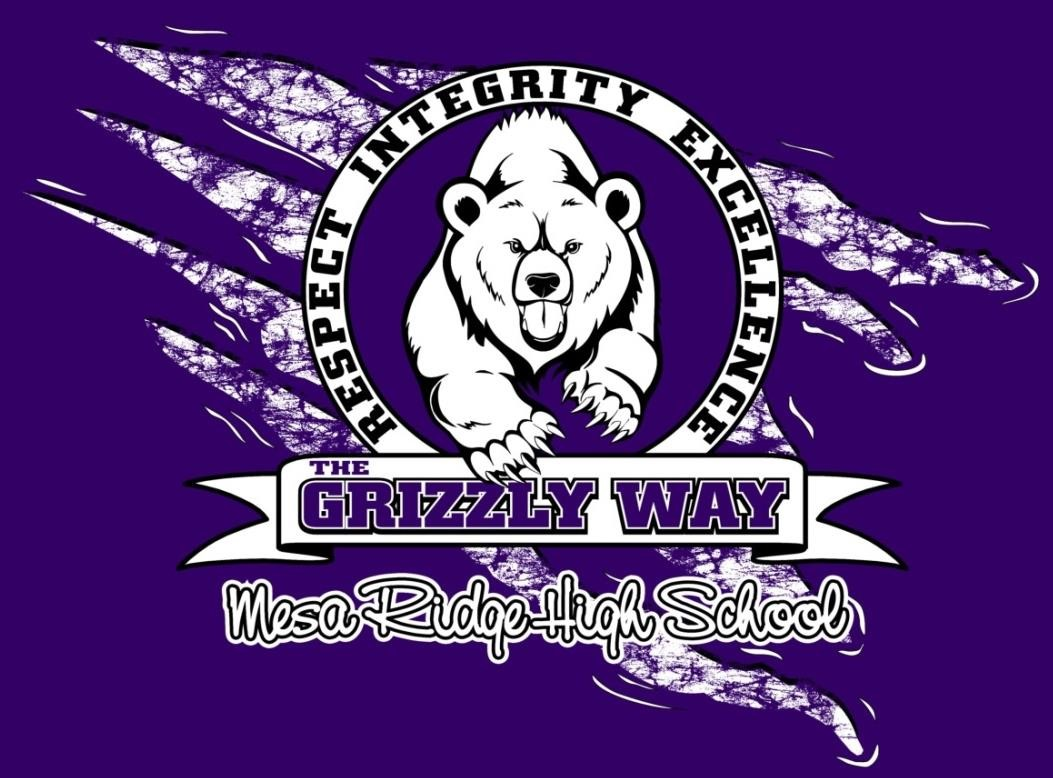 RESPECT INTEGRITY EXCELLENCE
THE
GRIZZLY WAY
Mesa Ridge High School